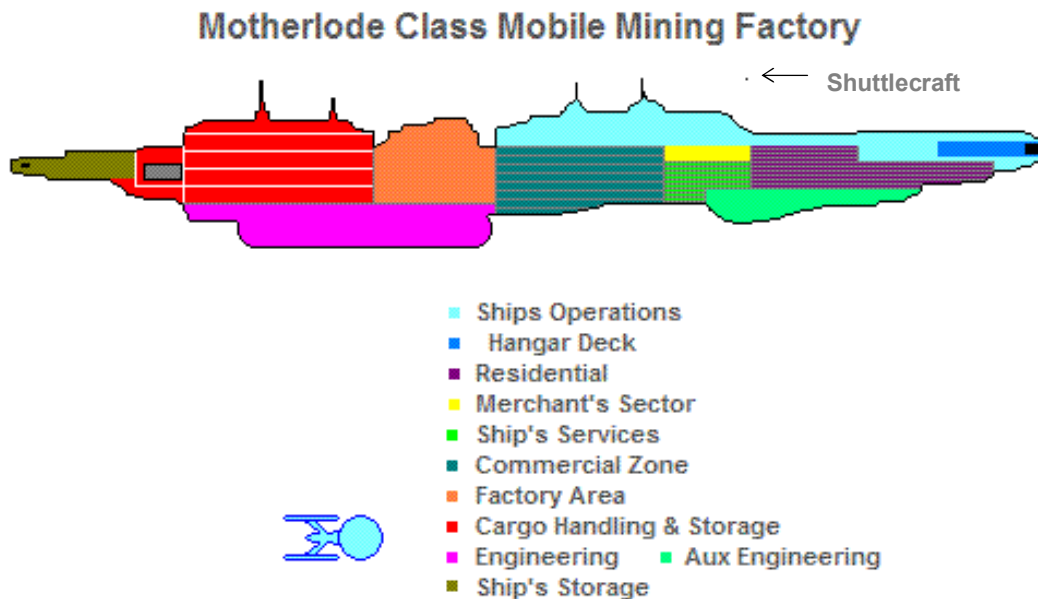 Motherlode Class Mobile Mining Factory
Shuttlecraft
Ships Operations
Hangar Deck
Residential
Merchant's Sector
Ship's Services
Commercial Zone
Factory Area
Cargo Handling & Storage
Engineering Aux Engineering
Ship's Storage